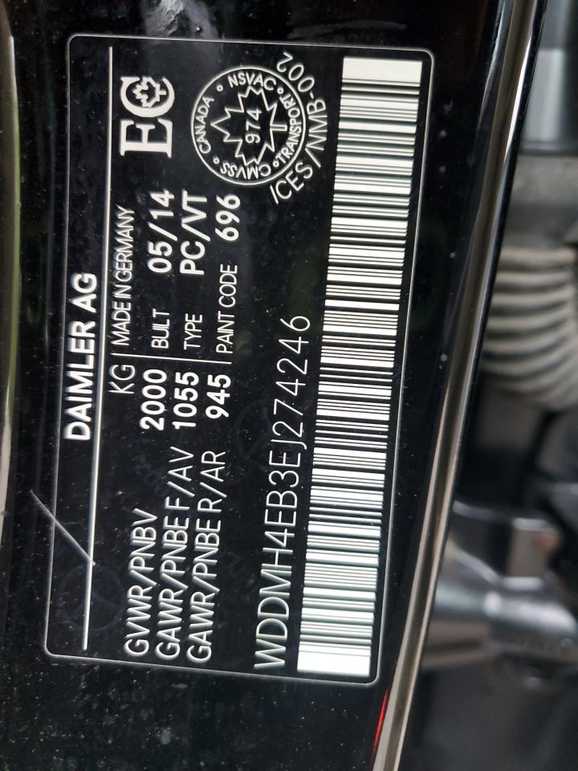 DAIMLER AG
KG | MADE IN GERMANY
GVWR/PNBV 2000 BUILT 05/14
GAWR/PNBE F/AV 1055 TYPE PC/VT
GAWR/PNBE R/AR 945 PAINT CODE 696
WDDMH4EB3EJ274246
EC
CANADA • NSVAC • TRANSPORT • CMVSS
974
ICES/NMB-002